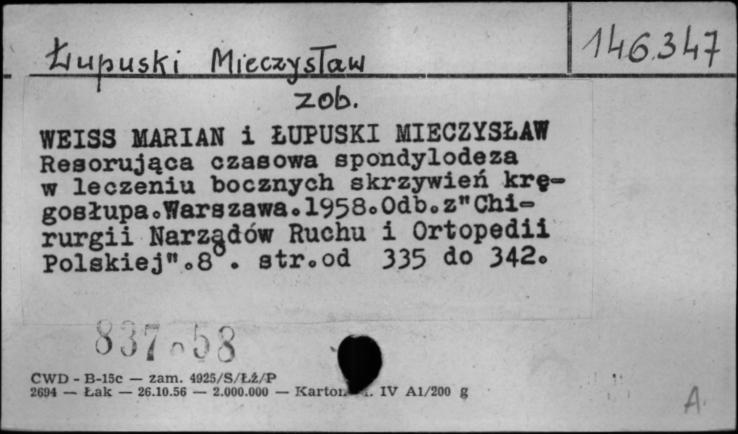 Łupuski Mieczysław
146.347
zob.
WEISS MARIAN i ŁUPUSKI MIECZYSŁAW
Resorująca czasowa spondylodeza
w leczeniu bocznych skrzywień krę-
gosłupa.Warszawa.1958.Odb.z"Chi-
rurgii Narządów Ruchu i Ortopedii
Polskiej".8°. str.od 335 do 342.
837.58
CWD - B-15c — zam. 4925/S/ŁŻ/P
2694 — Łak — 26.10.56 — 2.000.000 — IV A1/200 g
A.